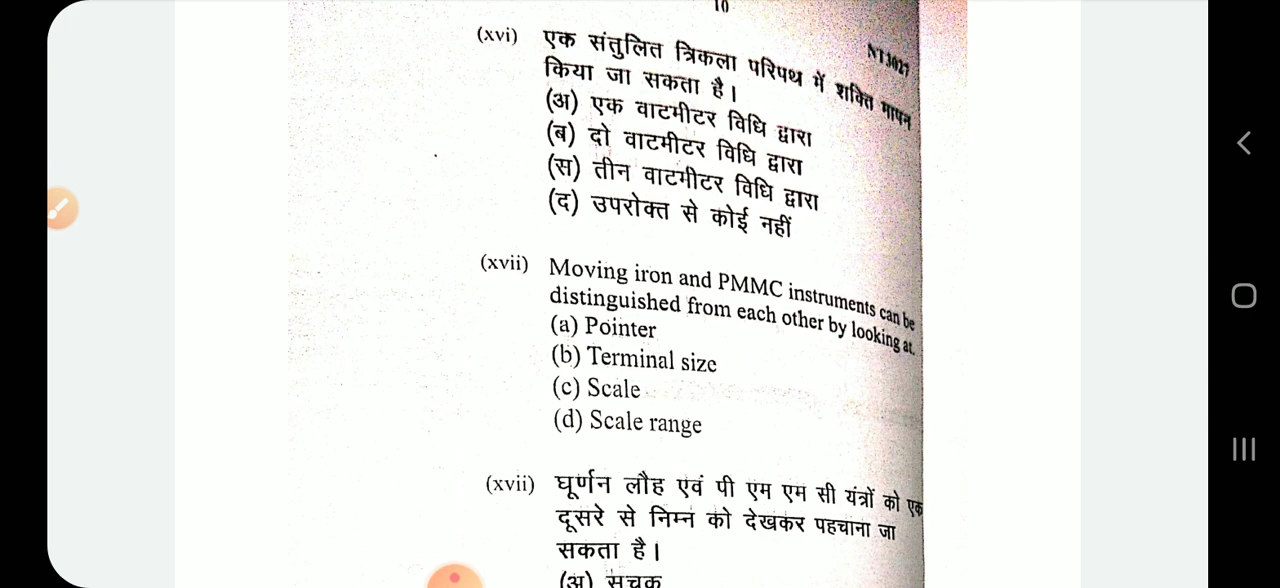 10
NT3027
(xvi) एक संतुलित त्रिकला परिपथ में शक्ति मापन
किया जा सकता है।
(अ) एक वाटमीटर विधि द्वारा
(ब) दो वाटमीटर विधि द्वारा
(स) तीन वाटमीटर विधि द्वारा
(द) उपरोक्त से कोई नहीं
(xvii) Moving iron and PMMC instruments can be
distinguished from each other by looking at.
(a) Pointer
(b) Terminal size
(c) Scale
(d) Scale range
(xvii) घूर्णन लौह एवं पी एम एम सी यंत्रों को एक
दूसरे से निम्न को देखकर पहचाना जा
सकता है।
(अ) सूचक